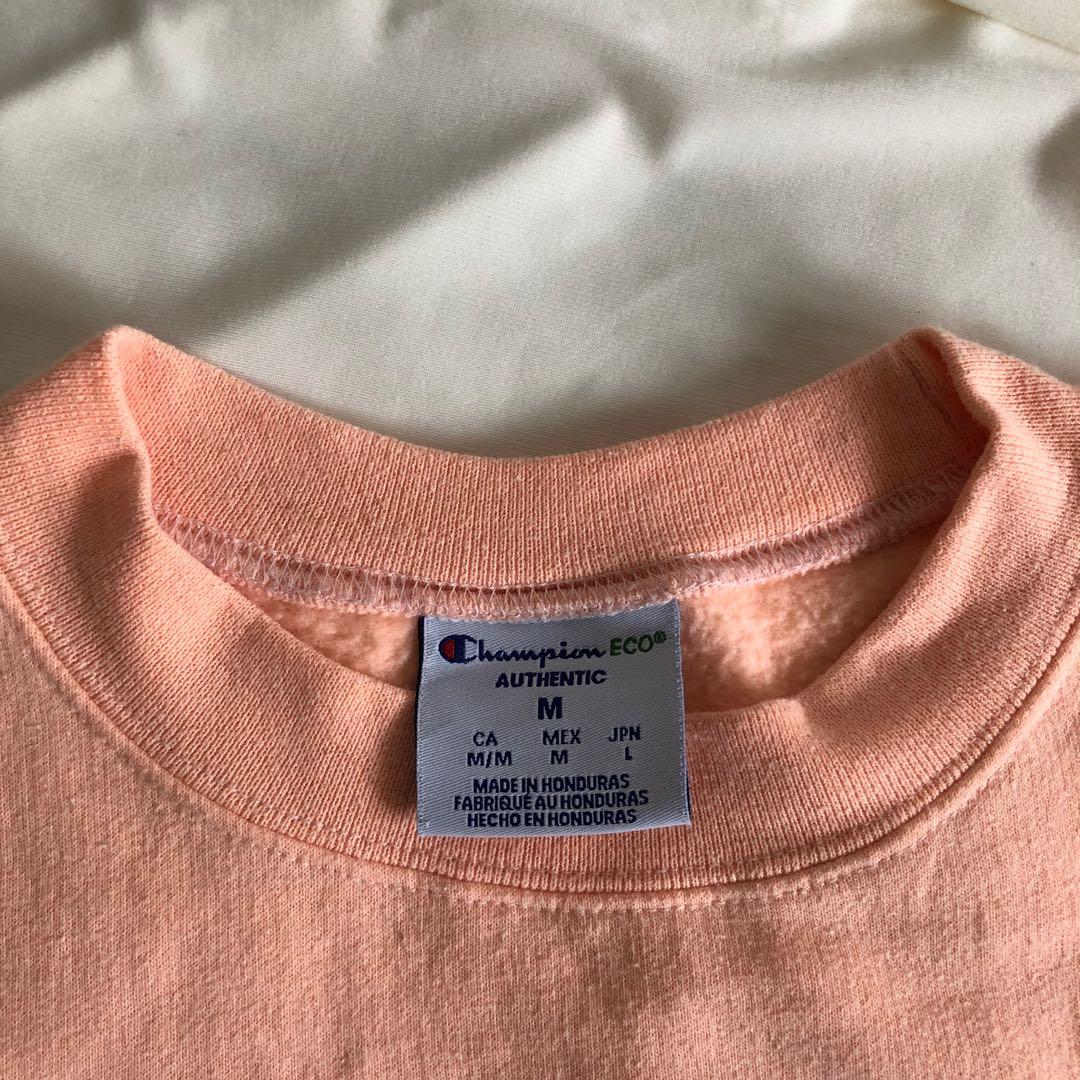 Champion ECO®
AUTHENTIC
M
CA MEX JPN
M/M M L
MADE IN HONDURAS
FABRIQUÉ AU HONDURAS
HECHO EN HONDURAS